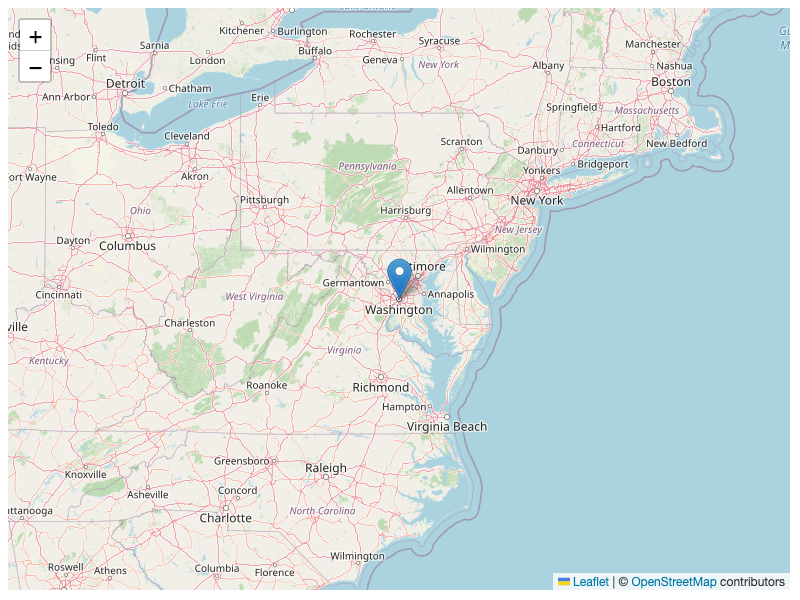 +
−
Kitchener
Burlington
Rochester
Syracuse
Manchester
Sarnia
London
Buffalo
Geneva
New York
Albany
Nashua
Flint
Detroit
Chatham
Boston
Ann Arbor
Lake Erie
Erie
Springfield
Massachusetts
Toledo
Cleveland
Hartford
Scranton
Danbury
Connecticut
New Bedford
Akron
Pennsylvania
Yonkers
Bridgeport
ort Wayne
Allentown
New York
Pittsburgh
Harrisburg
Ohio
New Jersey
Dayton
Columbus
Wilmington
timore
Germantown
Cincinnati
West Virginia
Annapolis
Washington
ville
Charleston
Virginia
Kentucky
Roanoke
Richmond
Hampton
Virginia Beach
Greensboro
Raleigh
Knoxville
Asheville
Concord
attanooga
Charlotte
North Carolina
Wilmington
Roswell
Athens
Columbia
Florence
Leaflet | © OpenStreetMap contributors